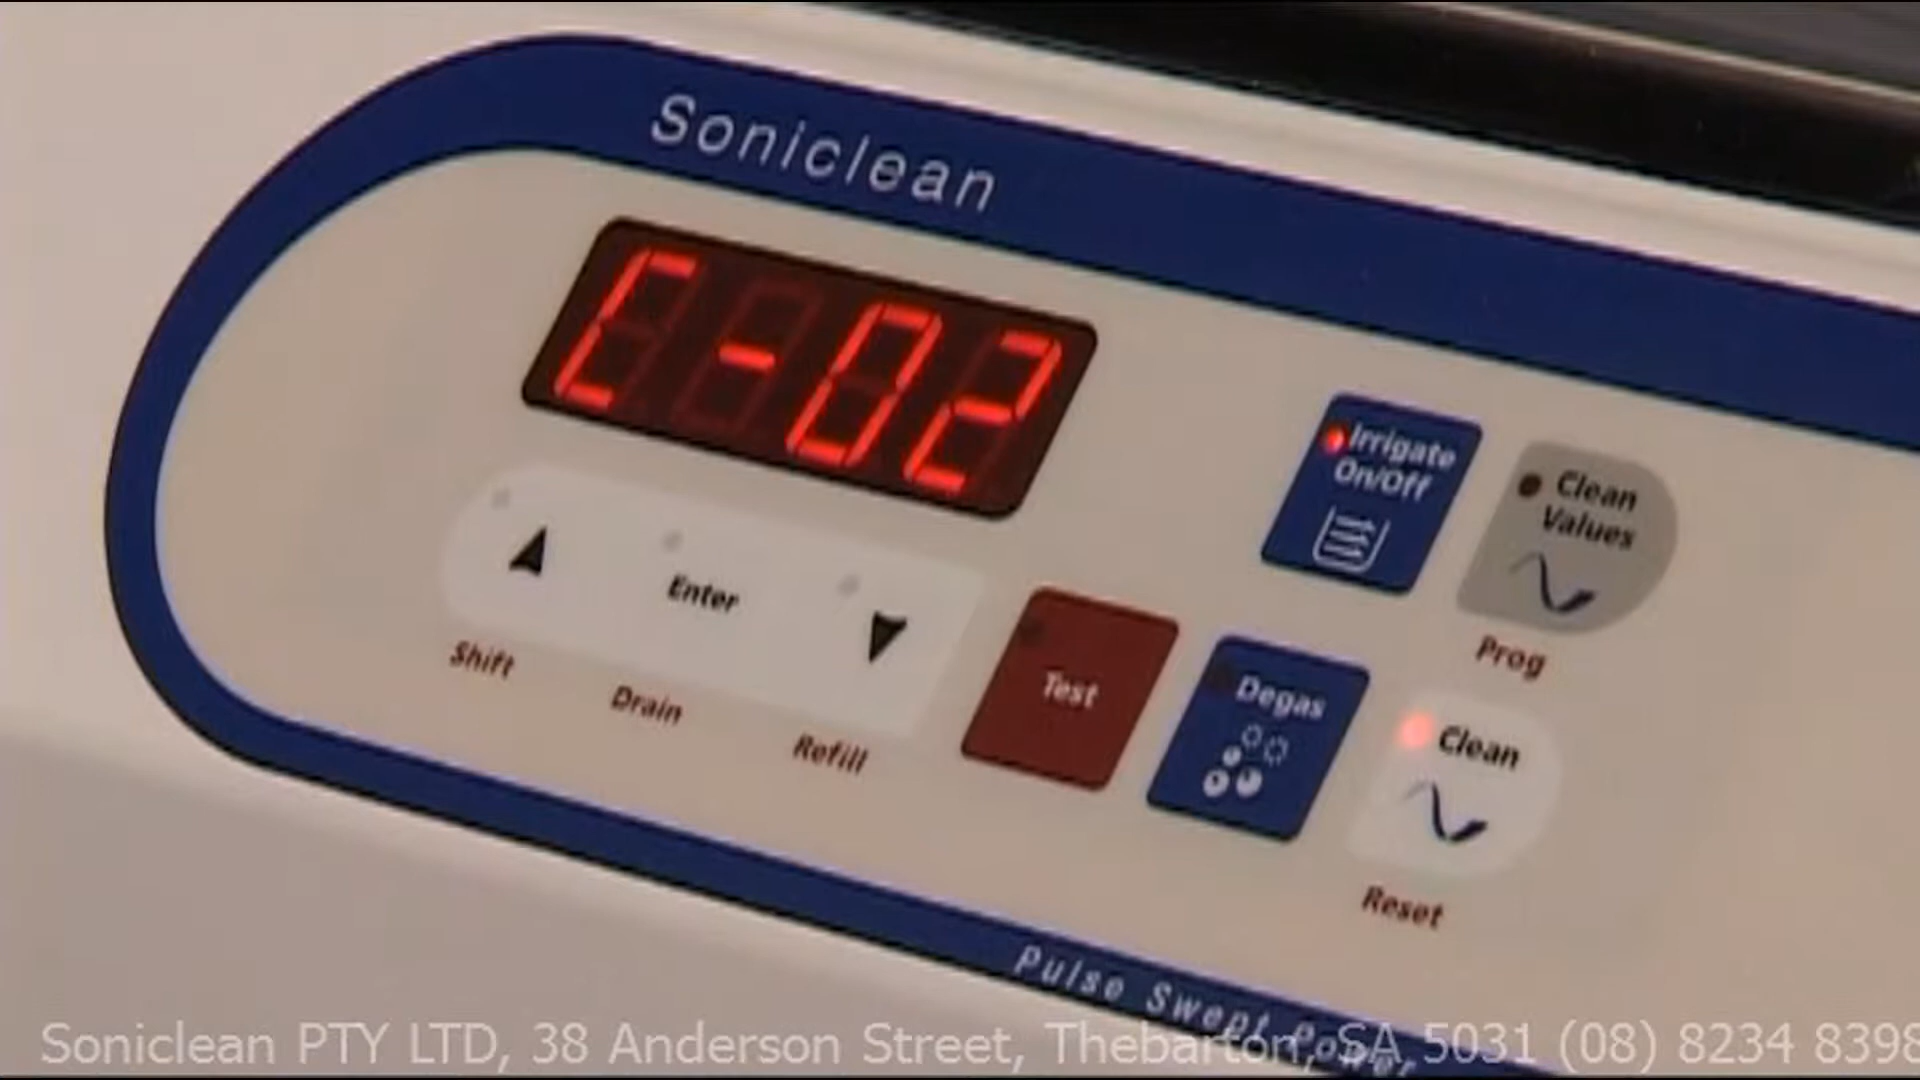 Soniclean
C-02
Irrigate
On/Off
Clean
Values
Enter
Prog
Shift
Drain
Refill
Test
Degas
Clean
Reset
Pulse Swept Power
Soniclean PTY LTD, 38 Anderson Street, Thebarton, SA 5031 (08) 8234 8398